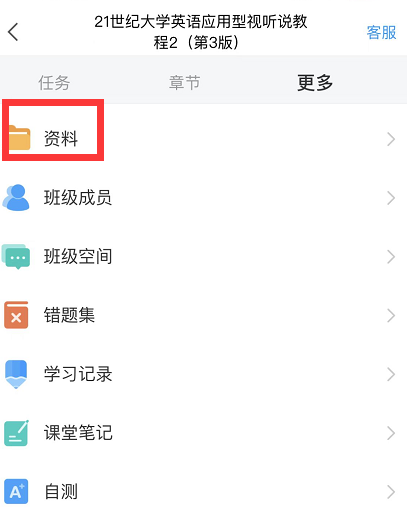 21世纪大学英语应用型视听说教
程2（第3版）
客服
任务 章节 更多
资料
班级成员
班级空间
错题集
学习记录
课堂笔记
自测